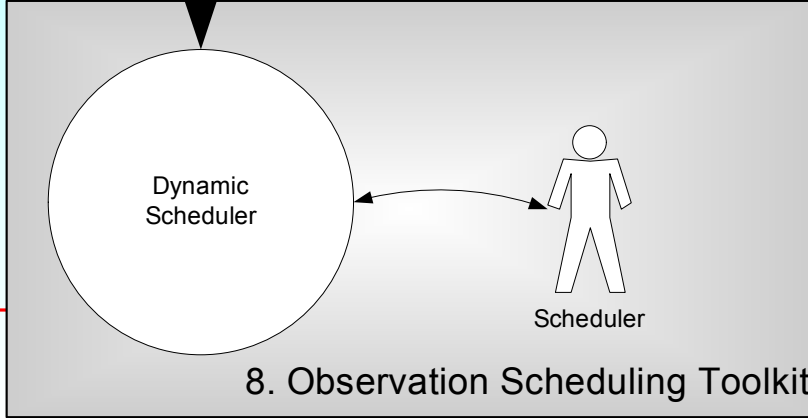 Dynamic
Scheduler
Scheduler
8. Observation Scheduling Toolkit